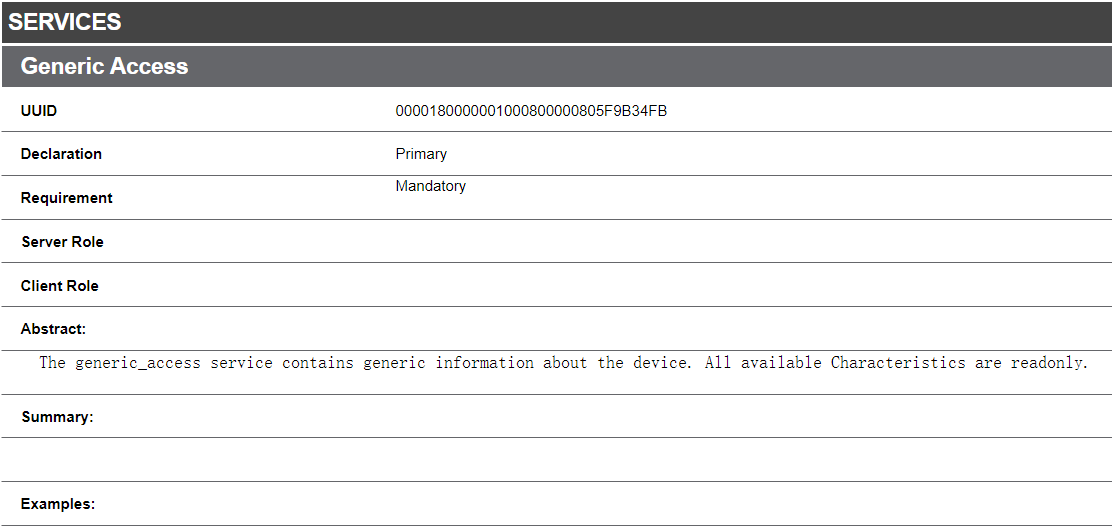 SERVICES
Generic Access
UUID 0000180000001000800000805F9B34FB
Declaration Primary
Requirement Mandatory
Server Role
Client Role
Abstract:
The generic_access service contains generic information about the device. All available Characteristics are readonly.
Summary:
Examples: